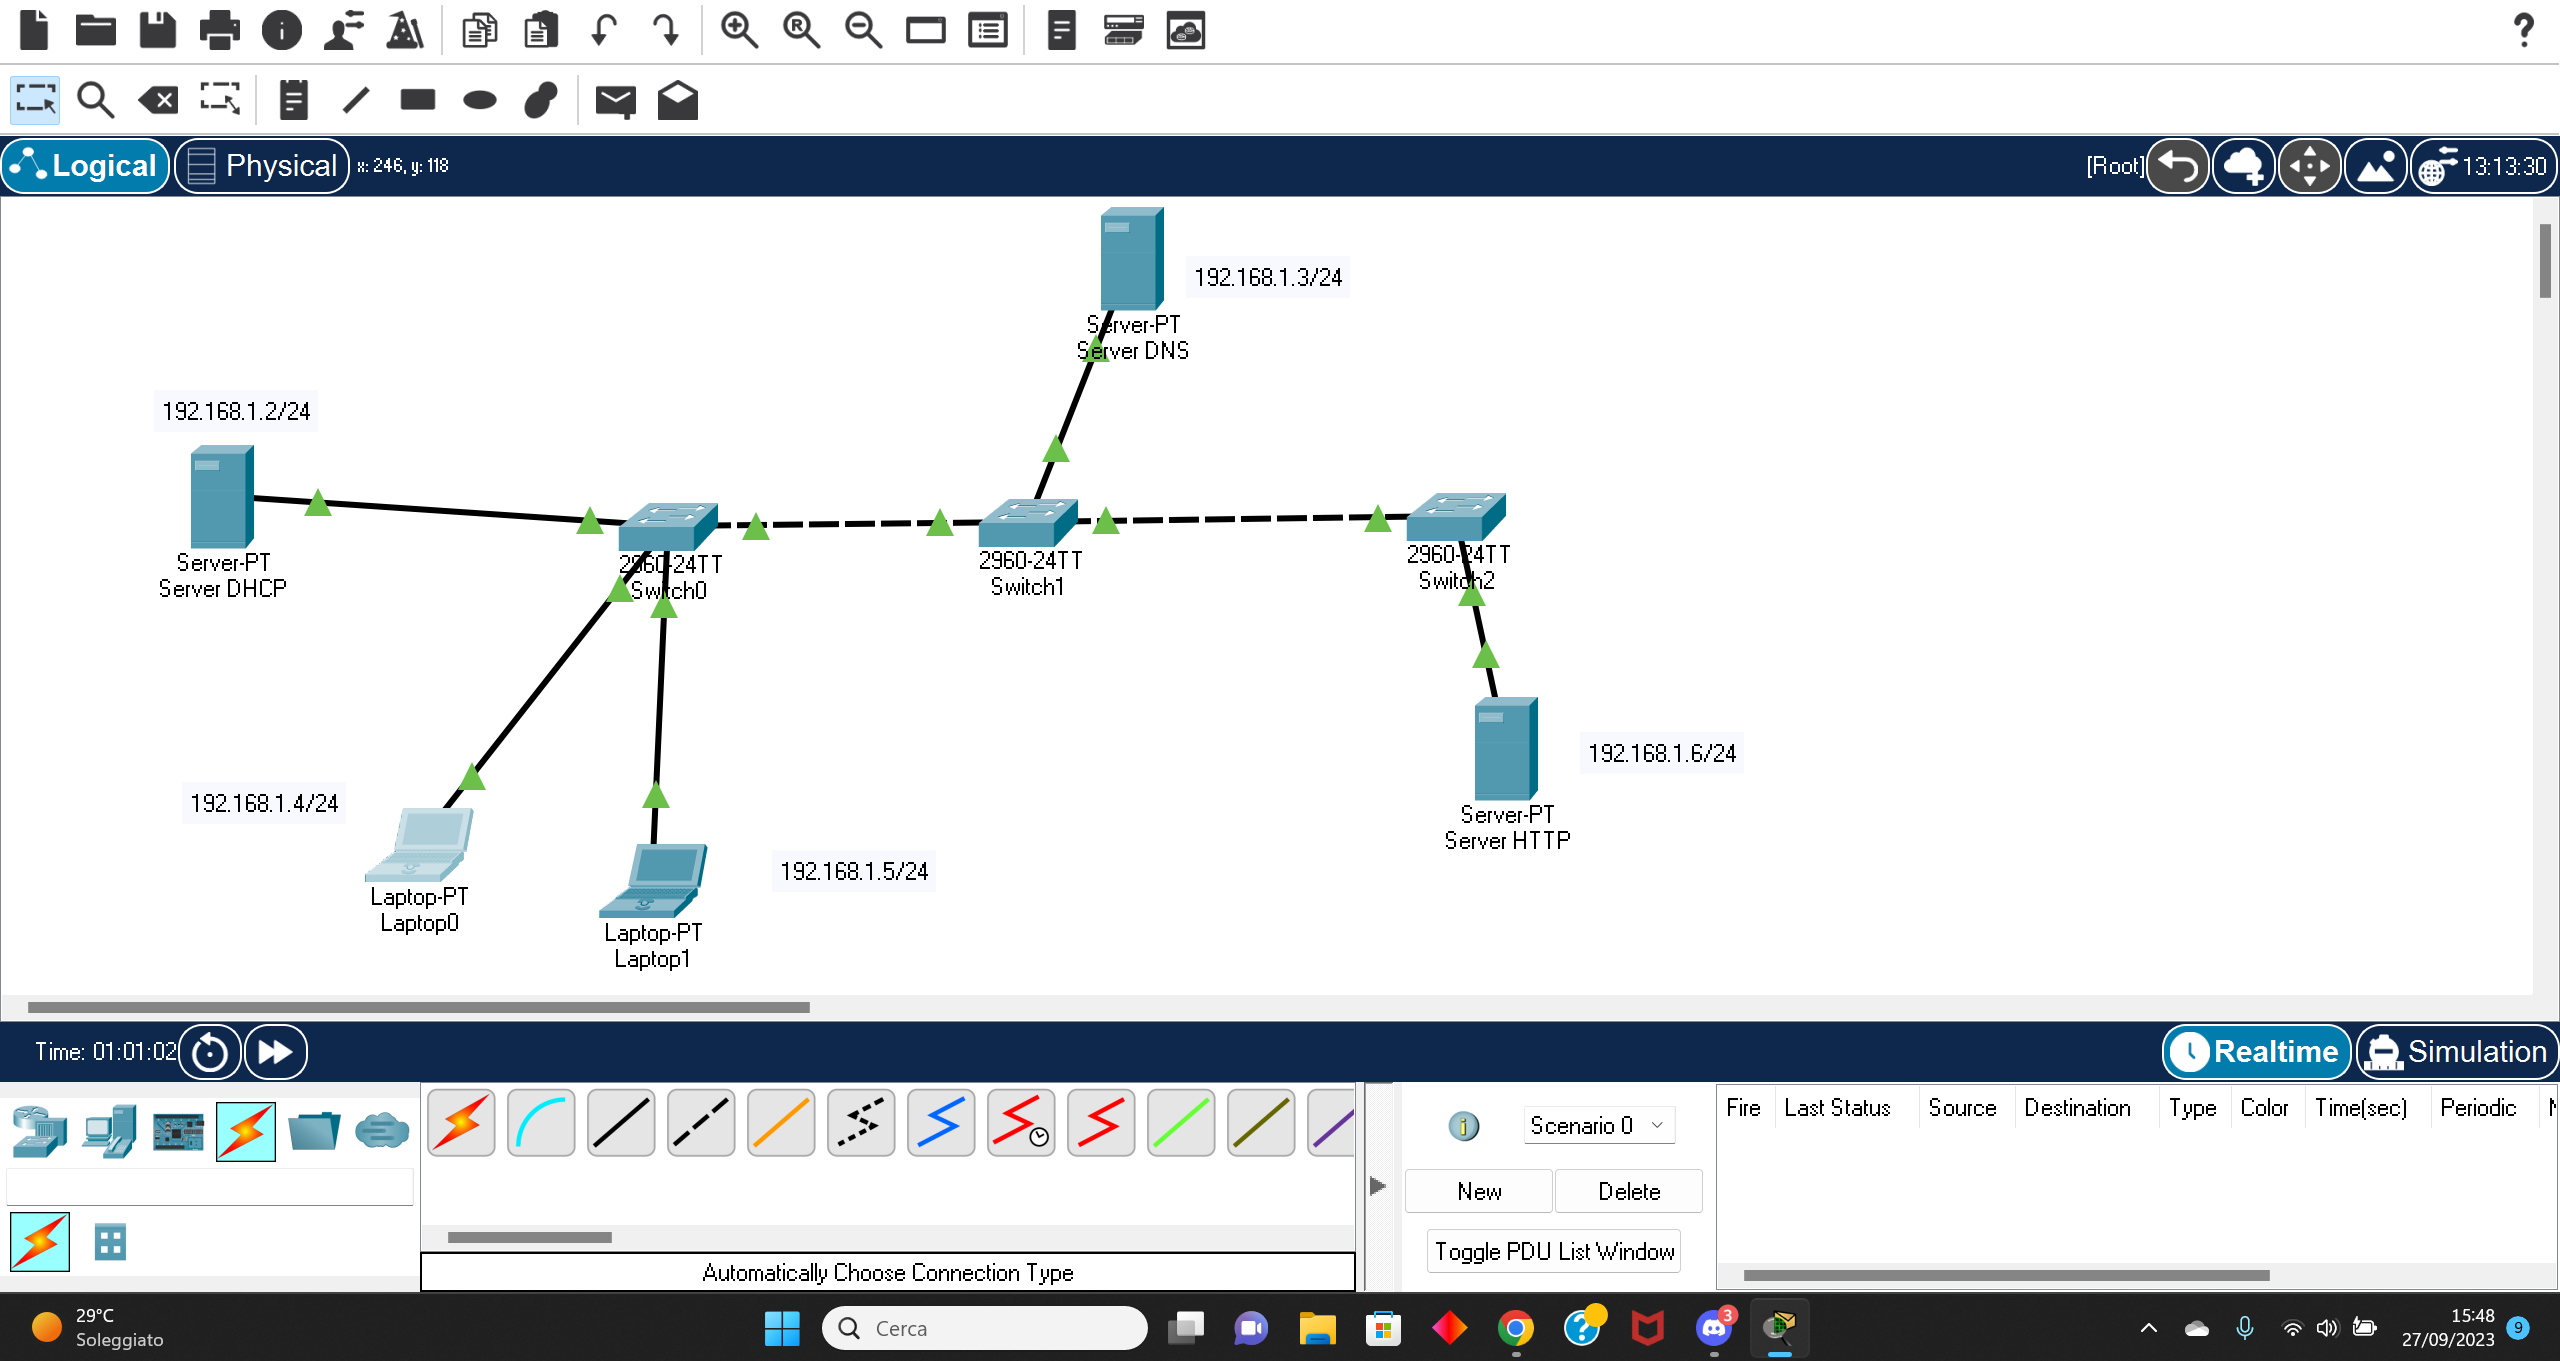 Logical
Physical
x: 246, y: 118
[Root]
13:13:30
192.168.1.3/24
Server-PT
Server DNS
192.168.1.2/24
Server-PT
Server DHCP
2960-24TT
Switch0
2960-24TT
Switch1
2960-24TT
Switch2
192.168.1.6/24
Server-PT
Server HTTP
192.168.1.4/24
Laptop-PT
Laptop0
192.168.1.5/24
Laptop-PT
Laptop1
Time: 01:01:02
Realtime
Simulation
Scenario 0
New
Delete
Toggle PDU List Window
Fire Last Status Source Destination Type Color Time(sec) Periodic
Automatically Choose Connection Type
29°C
Soleggiato
Cerca
3
15:48
27/09/2023
9